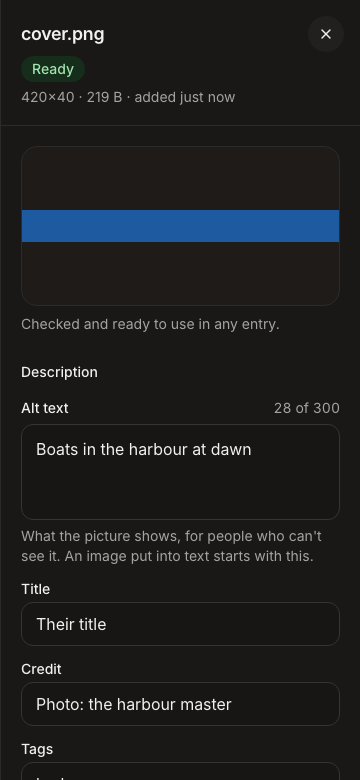 cover.png
Ready
420×40 · 219 B · added just now
Checked and ready to use in any entry.
Description
Alt text
28 of 300
Boats in the harbour at dawn
What the picture shows, for people who can't
see it. An image put into text starts with this.
Title
Their title
Credit
Photo: the harbour master
Tags